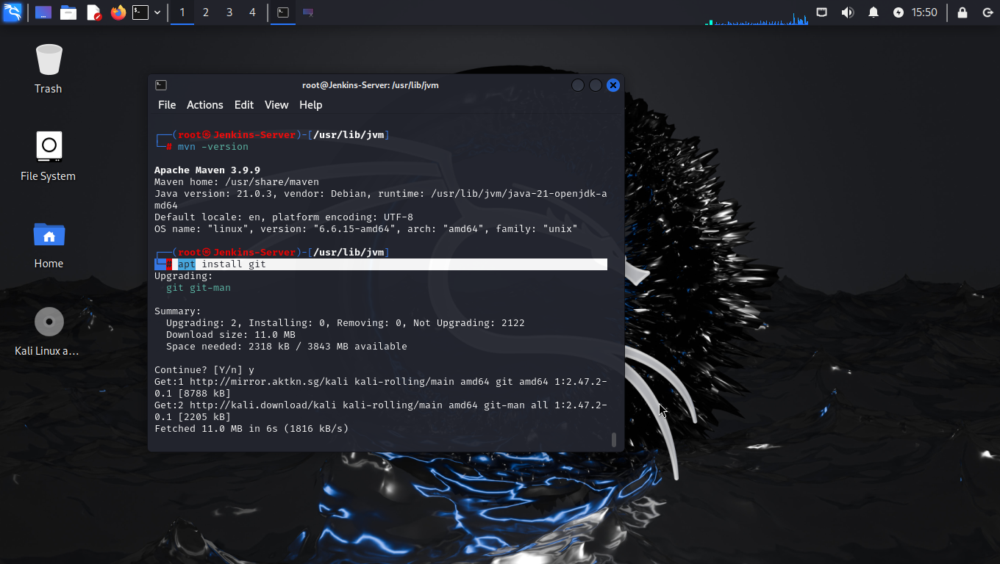 1 2 3 4
15:50
Trash
File System
Home
Kali Linux a...
root@Jenkins-Server: /usr/lib/jvm
File Actions Edit View Help
┌──(root㉿Jenkins-Server)-[/usr/lib/jvm]
└─# mvn -version
Apache Maven 3.9.9
Maven home: /usr/share/maven
Java version: 21.0.3, vendor: Debian, runtime: /usr/lib/jvm/java-21-openjdk-a
md64
Default locale: en, platform encoding: UTF-8
OS name: "linux", version: "6.6.15-amd64", arch: "amd64", family: "unix"
┌──(root㉿Jenkins-Server)-[/usr/lib/jvm]
└─# apt install git
Upgrading:
git git-man
Summary:
Upgrading: 2, Installing: 0, Removing: 0, Not Upgrading: 2122
Download size: 11.0 MB
Space needed: 2318 kB / 3843 MB available
Continue? [Y/n] y
Get:1 http://mirror.aktkn.sg/kali kali-rolling/main amd64 git amd64 1:2.47.2-
0.1 [8788 kB]
Get:2 http://kali.download/kali kali-rolling/main amd64 git-man all 1:2.47.2-
0.1 [2205 kB]
Fetched 11.0 MB in 6s (1816 kB/s)